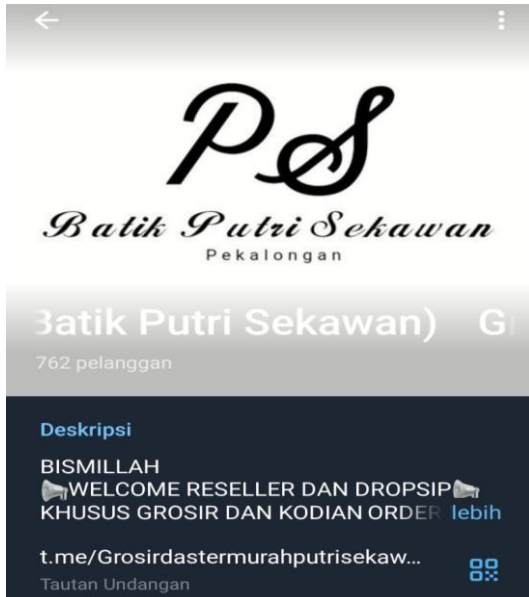 PS
Batik Putri Sekawan
Pekalongan
Batik Putri Sekawan) G
762 pelanggan
Deskripsi
BISMILLAH
📢WELCOME RESELLER DAN DROPSIP📢
KHUSUS GROSIR DAN KODIAN ORDER lebih
t.me/Grosirdastermurahputrisekaw...
Tautan Undangan